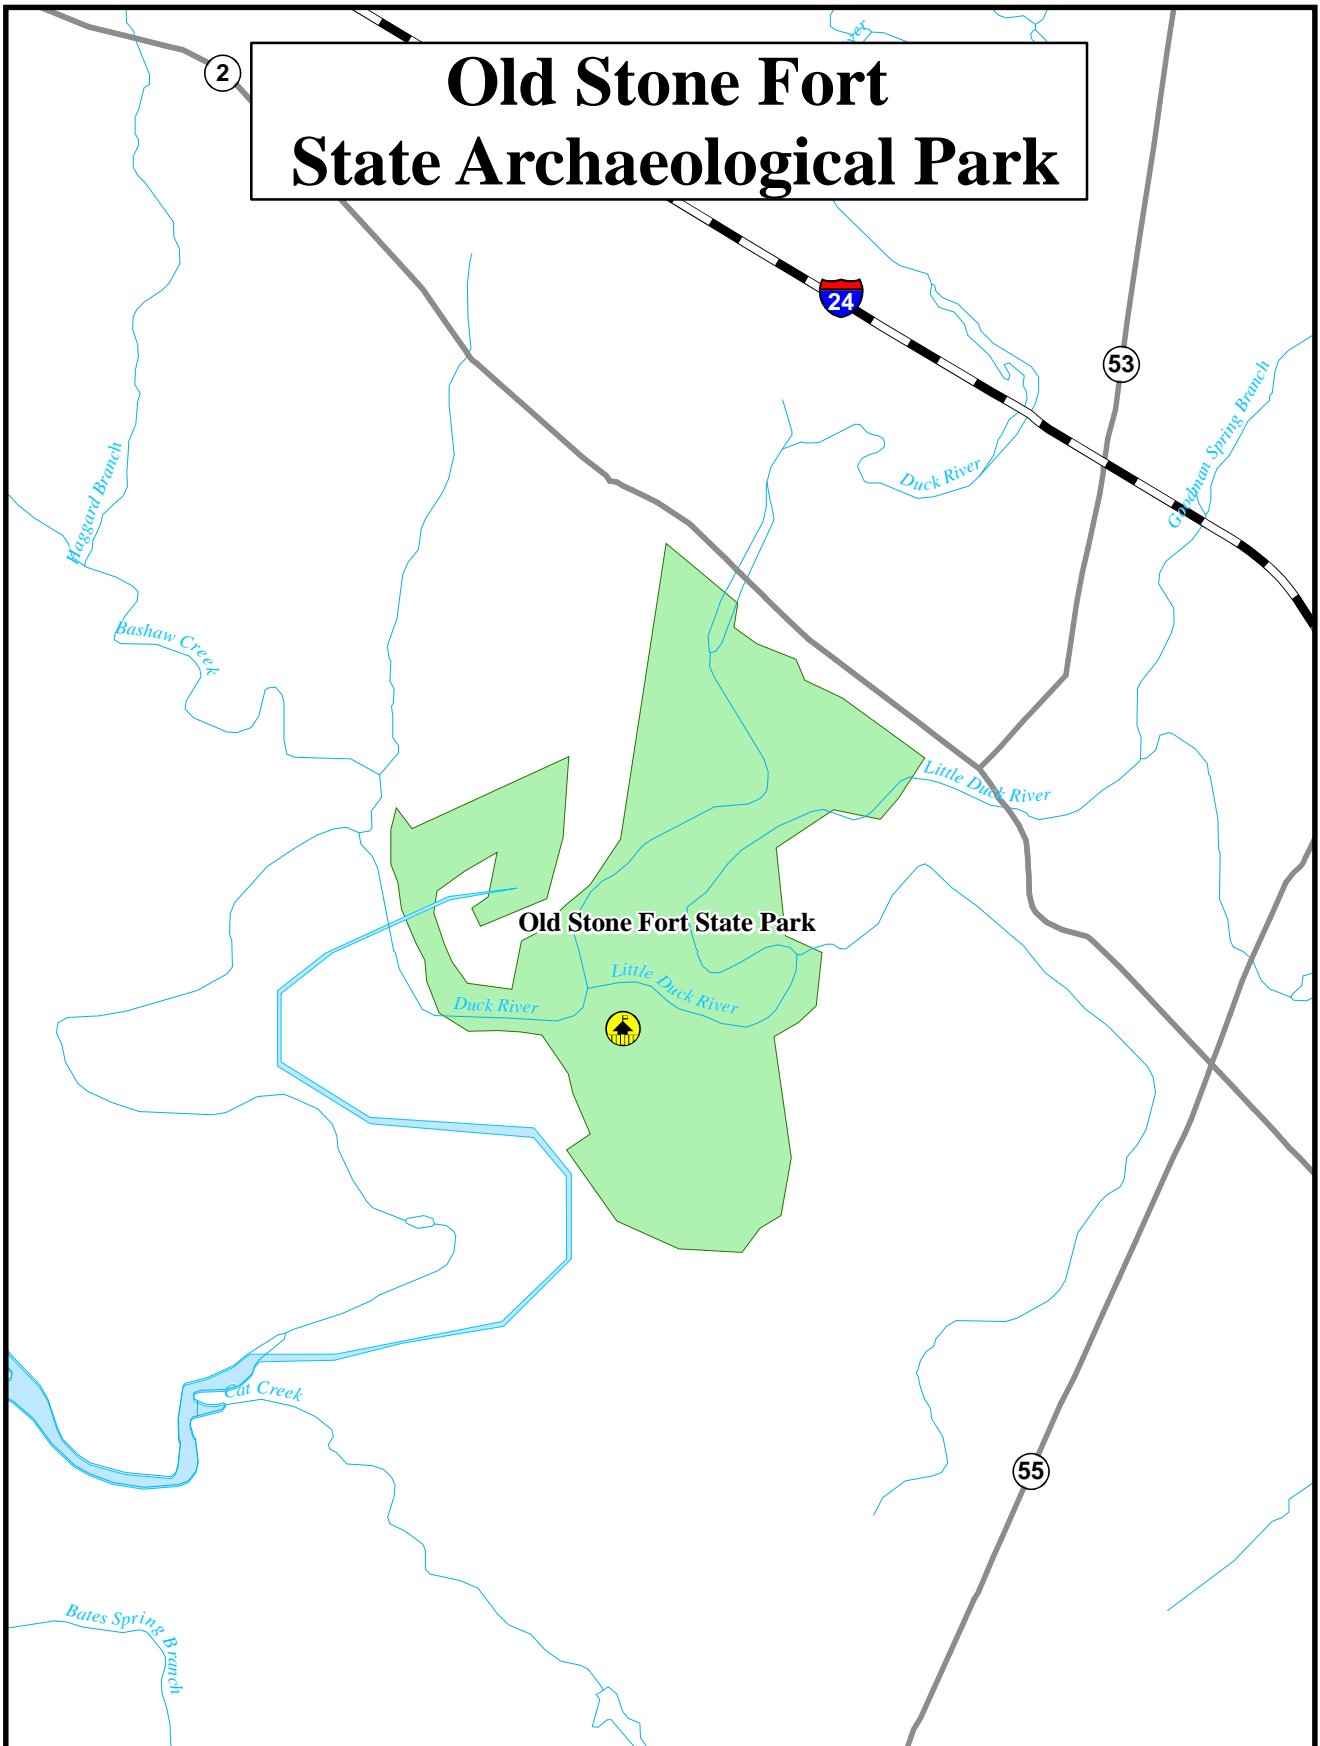 Old Stone Fort
State Archaeological Park
2
24
53
Goodman Spring Branch
Duck River
Haggard Branch
Bashaw Creek
Little Duck River
Old Stone Fort State Park
Little Duck River
Duck River
Cat Creek
55
Bates Spring Branch